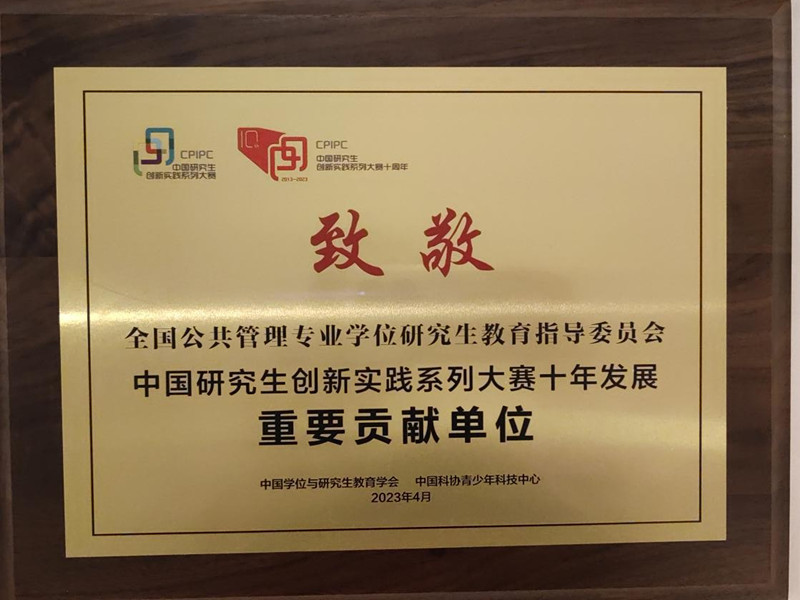 CPIPC
中国研究生
创新实践系列大赛
10
CPIPC
中国研究生
创新实践系列大赛十周年
2013-2023
致敬
全国公共管理专业学位研究生教育指导委员会
中国研究生创新实践系列大赛十年发展
重要贡献单位
中国学位与研究生教育学会 中国科协青少年科技中心
2023年4月